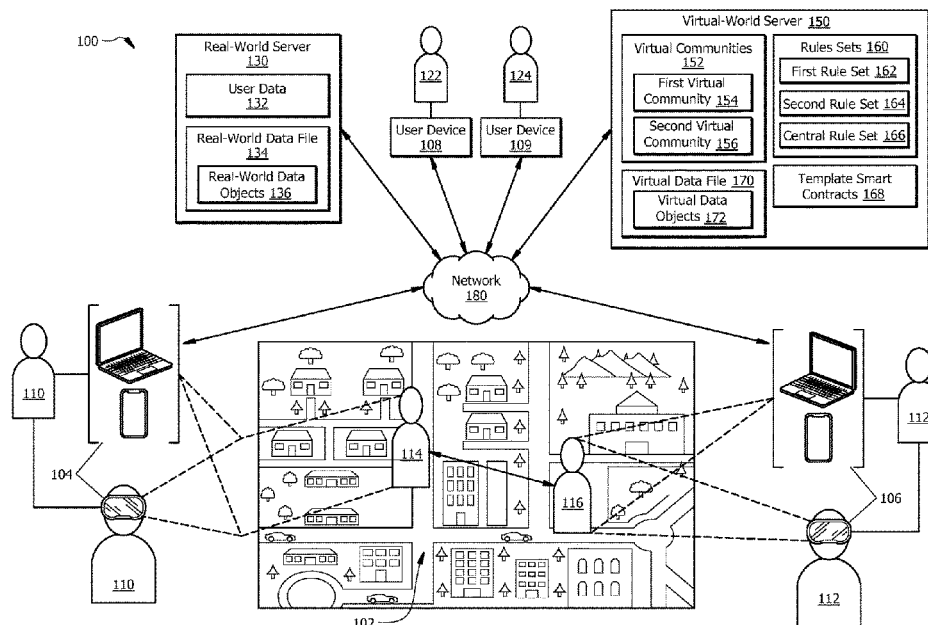 100
Real-World Server
130
User Data
132
Real-World Data File
134
Real-World Data
Objects 136
122
124
User Device
108
User Device
109
Virtual-World Server 150
Virtual Communities
152
First Virtual
Community 154
Second Virtual
Community 156
Rules Sets 160
First Rule Set 162
Second Rule Set 164
Central Rule Set 166
Virtual Data File 170
Virtual Data
Objects 172
Template Smart
Contracts 168
Network
180
110
104
110
114
116
102
112
106
112